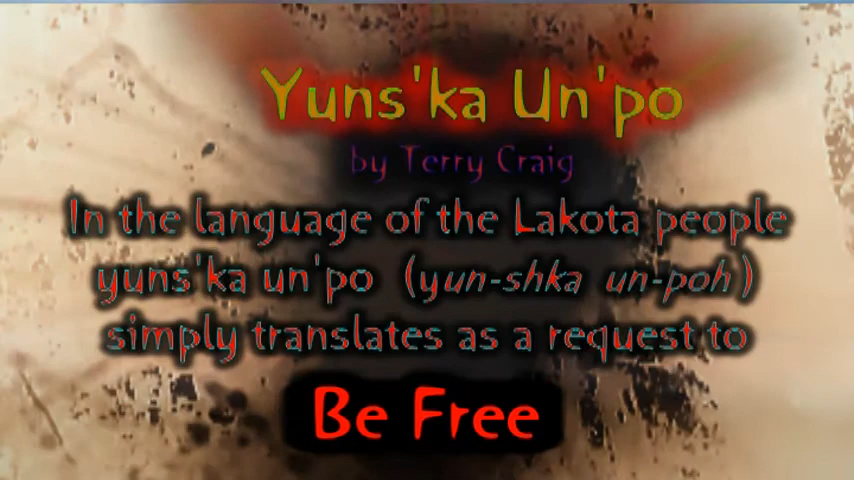 Yuns'ka Un'po
by Terry Craig
In the language of the Lakota people
yuns'ka un'po (yun-shka un-poh)
simply translates as a request to
Be Free